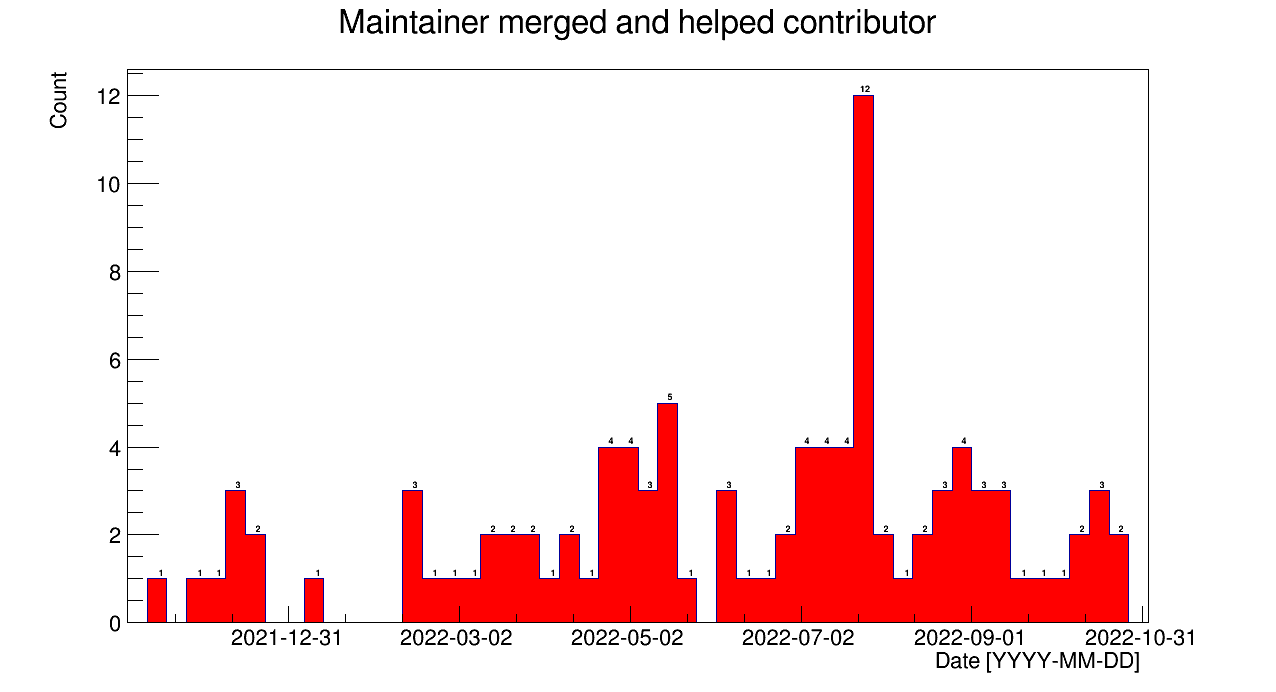 Maintainer merged and helped contributor
Count
12
10
8
6
4
2
0
1 1 1 3 2 1 3 1 1 1 2 2 2 1 2 1 4 4 3 5 1 3 1 1 2 4 4 4 12 2 1 2 3 4 3 3 1 1 1 2 3 2
2021-12-31 2022-03-02 2022-05-02 2022-07-02 2022-09-01 2022-10-31
Date [YYYY-MM-DD]